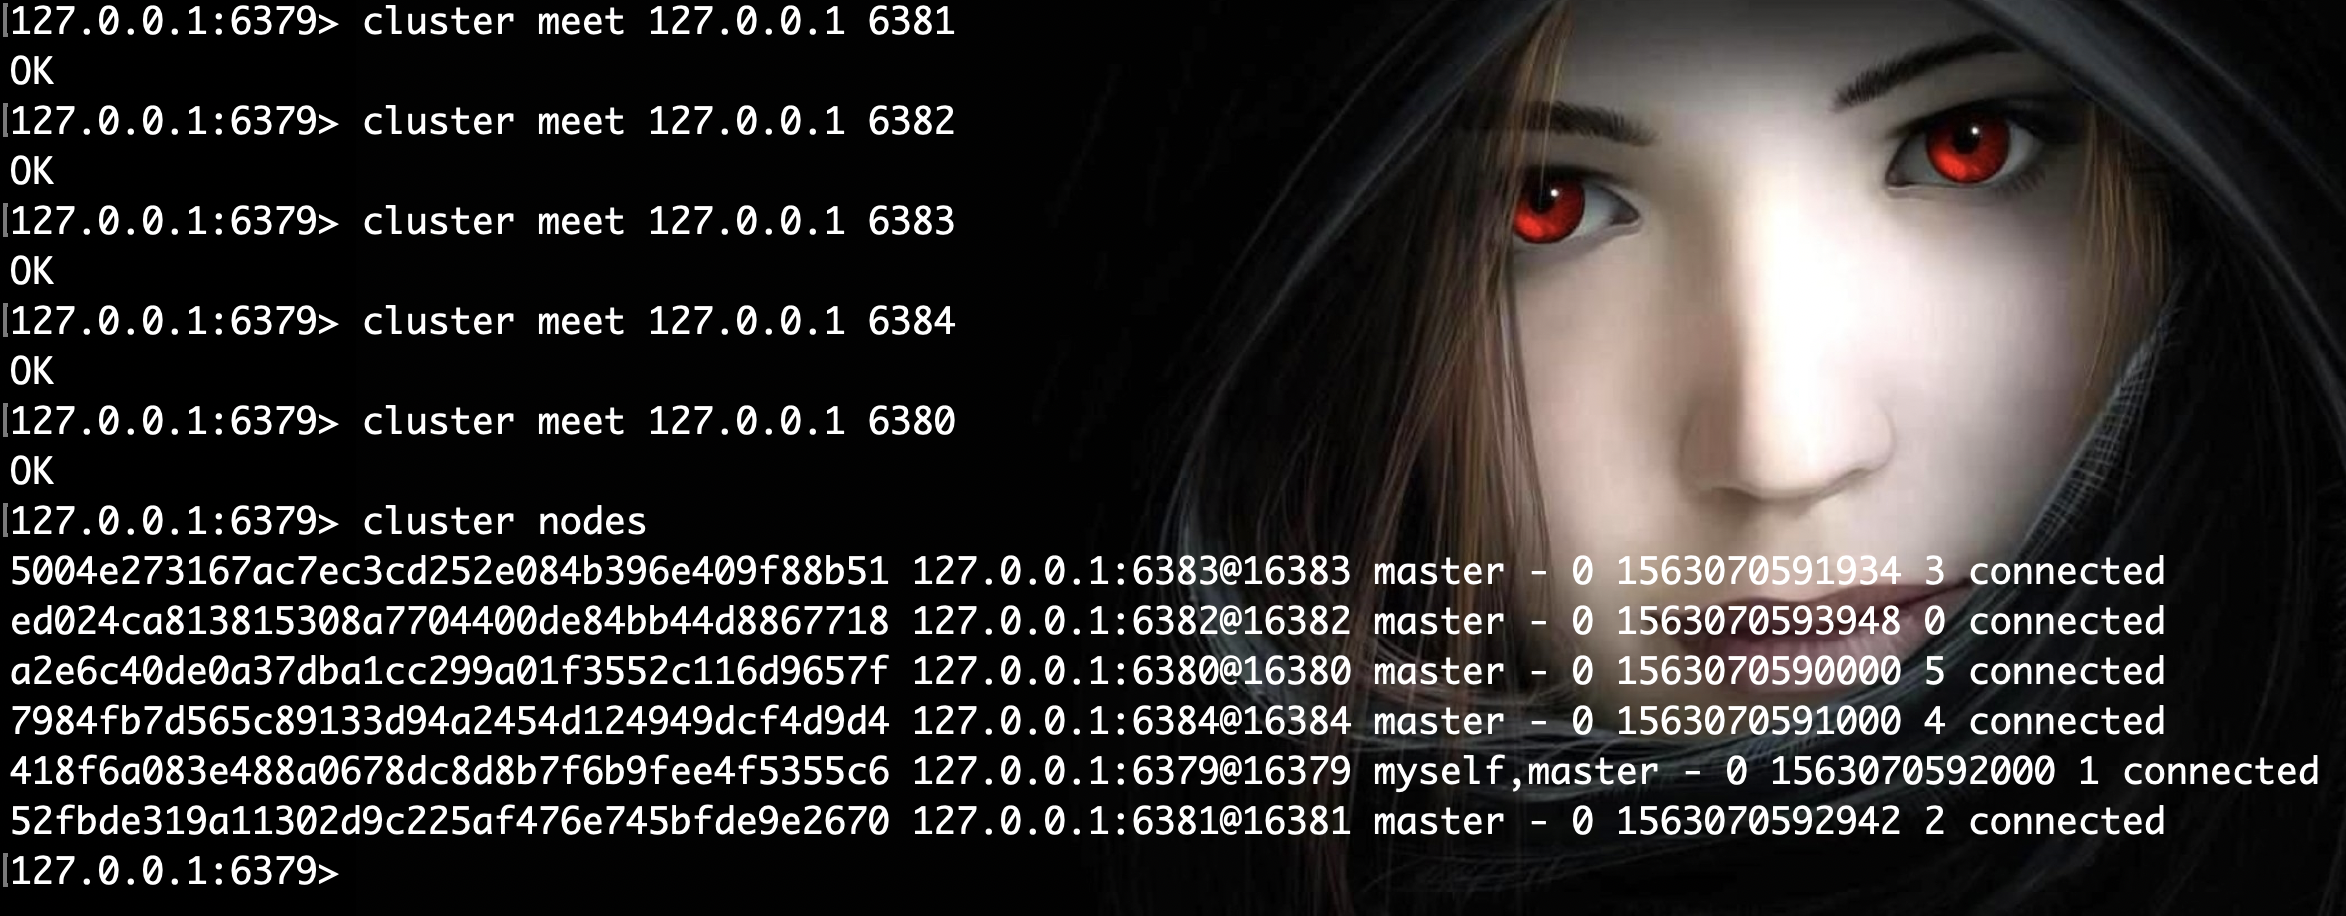 [127.0.0.1:6379> cluster meet 127.0.0.1 6381
OK
[127.0.0.1:6379> cluster meet 127.0.0.1 6382
OK
[127.0.0.1:6379> cluster meet 127.0.0.1 6383
OK
[127.0.0.1:6379> cluster meet 127.0.0.1 6384
OK
[127.0.0.1:6379> cluster meet 127.0.0.1 6380
OK
[127.0.0.1:6379> cluster nodes
5004e273167ac7ec3cd252e084b396e409f88b51 127.0.0.1:6383@16383 master - 0 1563070591934 3 connected
ed024ca813815308a7704400de84bb44d8867718 127.0.0.1:6382@16382 master - 0 1563070593948 0 connected
a2e6c40de0a37dba1cc299a01f3552c116d9657f 127.0.0.1:6380@16380 master - 0 1563070590000 5 connected
7984fb7d565c89133d94a2454d124949dcf4d9d4 127.0.0.1:6384@16384 master - 0 1563070591000 4 connected
418f6a083e488a0678dc8d8b7f6b9fee4f5355c6 127.0.0.1:6379@16379 myself,master - 0 1563070592000 1 connected
52fbde319a11302d9c225af476e745bfde9e2670 127.0.0.1:6381@16381 master - 0 1563070592942 2 connected
[127.0.0.1:6379>